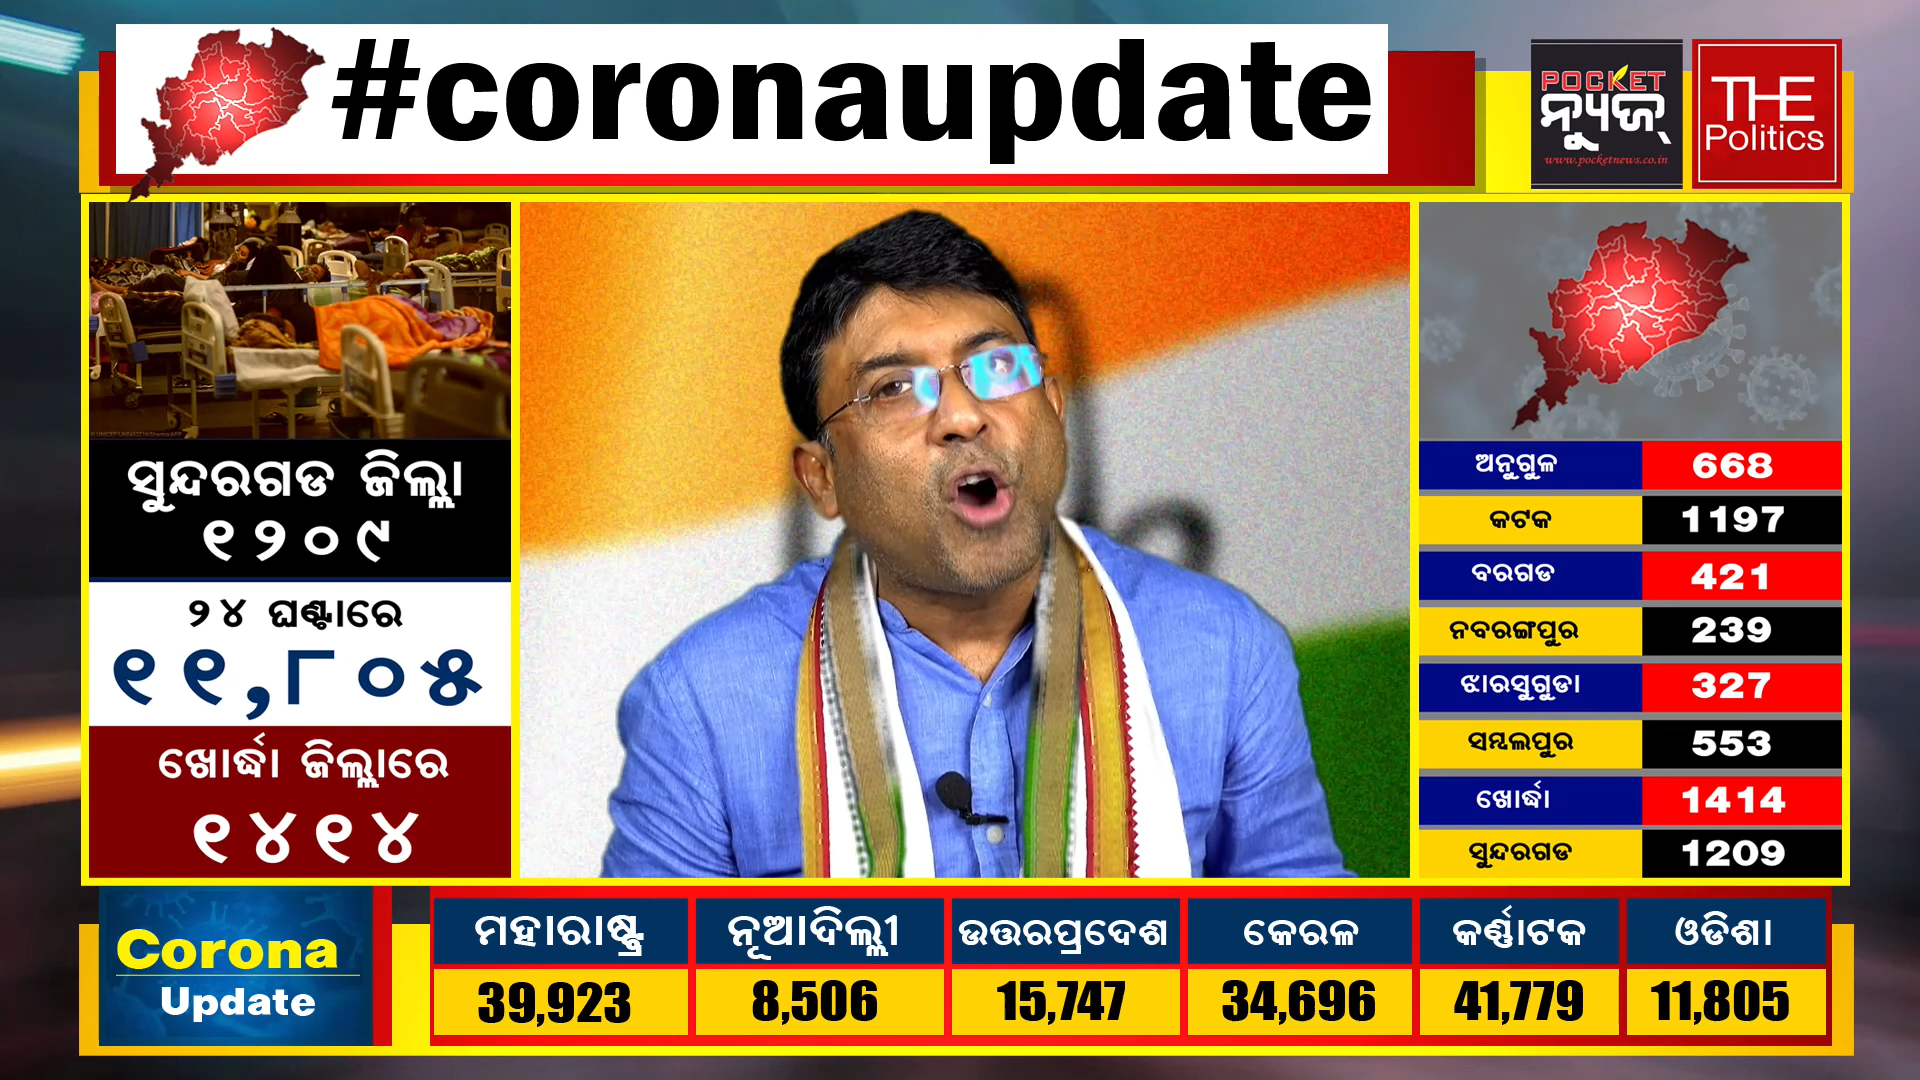 #coronaupdate
POCKET
ନ୍ୟୁଜ୍
www.pocketnews.co.in
THE
Politics
ସୁନ୍ଦରଗଡ ଜିଲ୍ଲା
୧୨୦୯
୨୪ ଘଣ୍ଟାରେ
୧୧,୮୦୫
ଖୋର୍ଦ୍ଧା ଜିଲ୍ଲାରେ
୧୪୧୪
ଅନୁଗୁଳ 668
କଟକ 1197
ବରଗଡ 421
ନବରଙ୍ଗପୁର 239
ଝାରସୁଗୁଡା 327
ସମ୍ବଲପୁର 553
ଖୋର୍ଦ୍ଧା 1414
ସୁନ୍ଦରଗଡ 1209
Corona
Update
ମହାରାଷ୍ଟ୍ର ନୂଆଦିଲ୍ଲୀ ଉତ୍ତରପ୍ରଦେଶ କେରଳ କର୍ଣ୍ଣାଟକ ଓଡିଶା
39,923 8,506 15,747 34,696 41,779 11,805